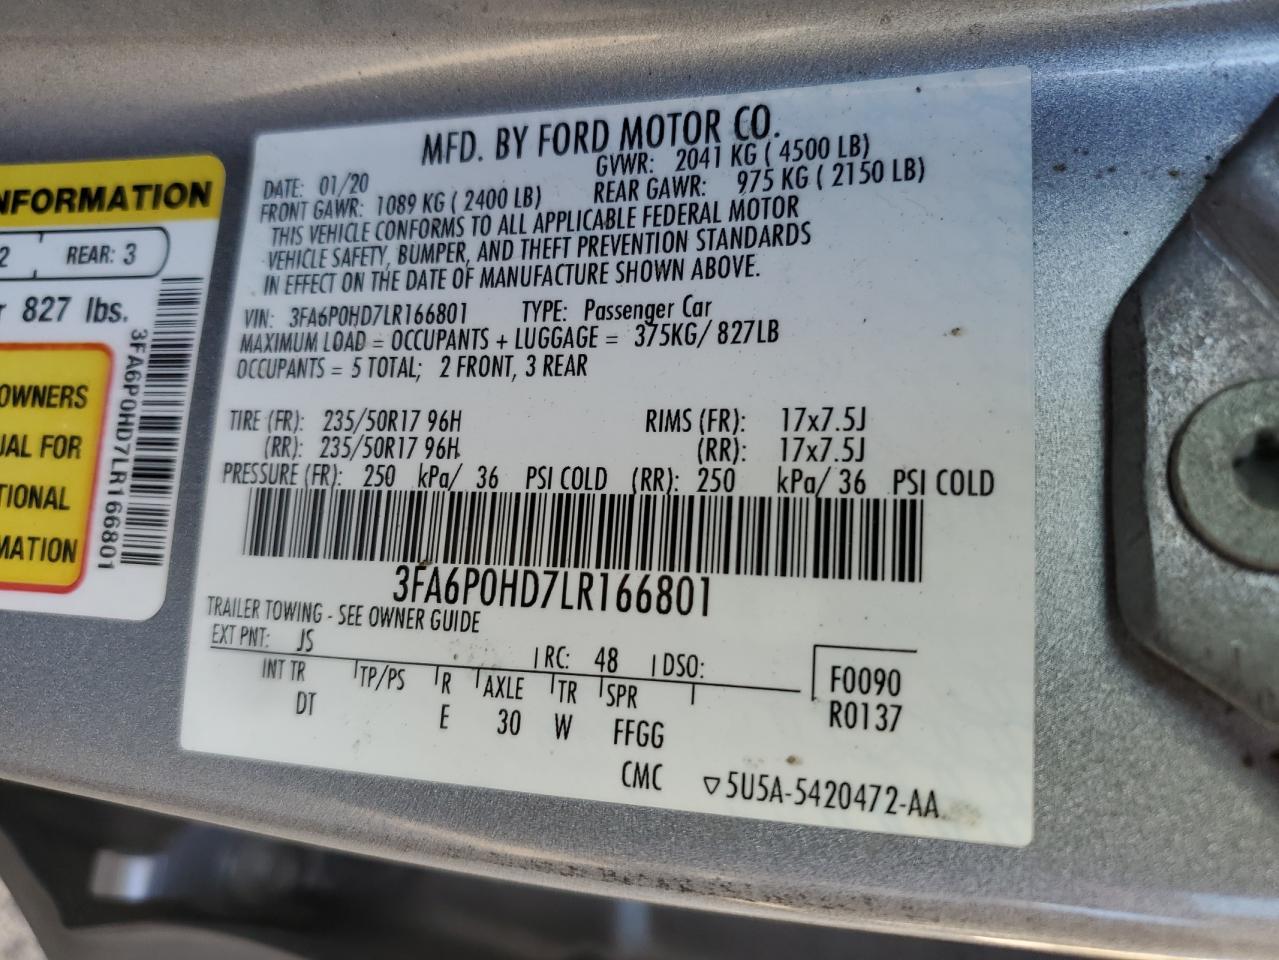 NFORMATION
2 REAR: 3
827 lbs.
OWNERS
UAL FOR
TIONAL
MATION
3FA6P0HD7LR166801
MFD. BY FORD MOTOR CO.
DATE: 01/20 GVWR: 2041 KG ( 4500 LB)
FRONT GAWR: 1089 KG ( 2400 LB) REAR GAWR: 975 KG ( 2150 LB)
THIS VEHICLE CONFORMS TO ALL APPLICABLE FEDERAL MOTOR
VEHICLE SAFETY, BUMPER, AND THEFT PREVENTION STANDARDS
IN EFFECT ON THE DATE OF MANUFACTURE SHOWN ABOVE.
VIN: 3FA6P0HD7LR166801 TYPE: Passenger Car
MAXIMUM LOAD = OCCUPANTS + LUGGAGE = 375KG/ 827LB
OCCUPANTS = 5 TOTAL; 2 FRONT, 3 REAR
TIRE (FR): 235/50R17 96H RIMS (FR): 17x7.5J
(RR): 235/50R17 96H (RR): 17x7.5J
PRESSURE (FR): 250 kPa/ 36 PSI COLD (RR): 250 kPa/ 36 PSI COLD
3FA6P0HD7LR166801
TRAILER TOWING - SEE OWNER GUIDE
EXT PNT: JS RC: 48 DSO:
INT TR TP/PS R AXLE TR SPR F0090
DT E 30 W FFGG R0137
CMC ▽5U5A-5420472-AA